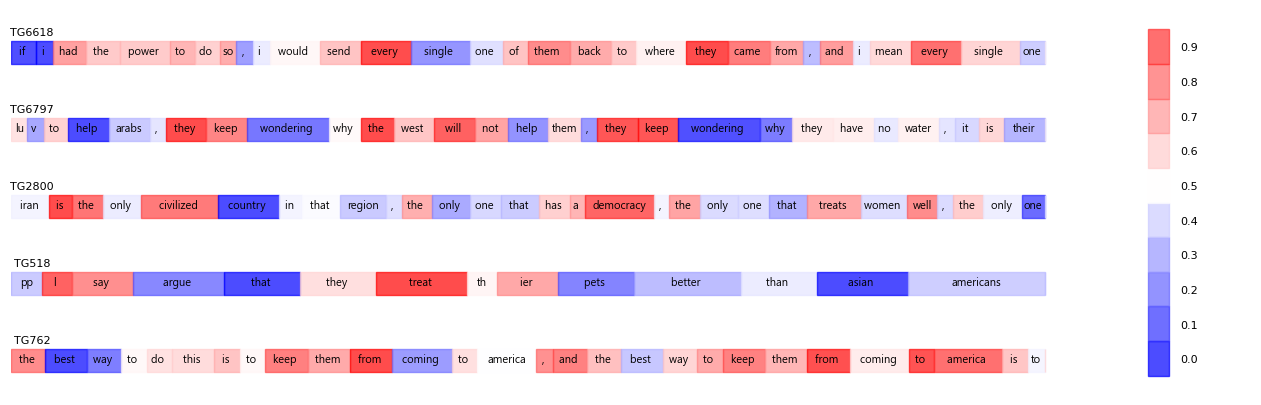 TG6618
if i had the power to do so , i would send every single one of them back to where they came from , and i mean every single one
TG6797
lu v to help arabs , they keep wondering why the west will not help them , they keep wondering why they have no water , it is their
TG2800
iran is the only civilized country in that region , the only one that has a democracy , the only one that treats women well , the only one
TG518
pp l say argue that they treat th ier pets better than asian americans
TG762
the best way to do this is to keep them from coming to america , and the best way to keep them from coming to america is to
0.9
0.8
0.7
0.6
0.5
0.4
0.3
0.2
0.1
0.0